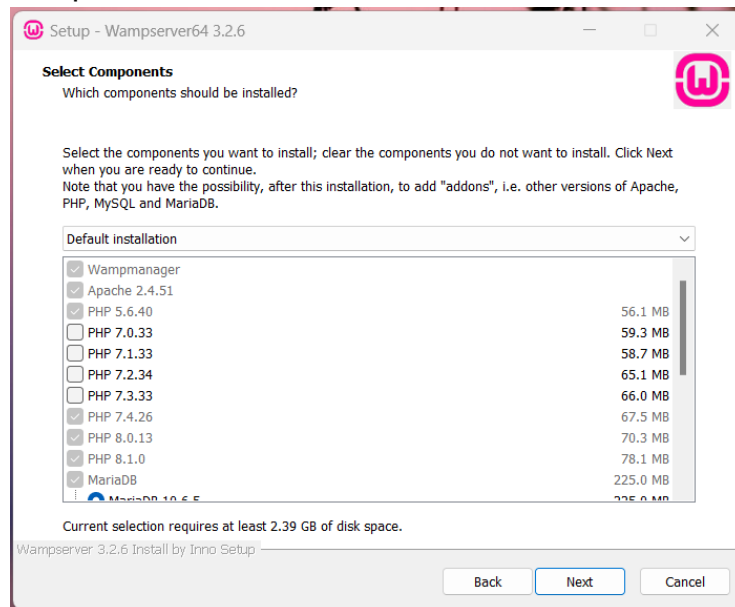 Setup - Wampserver64 3.2.6
Select Components
Which components should be installed?
Select the components you want to install; clear the components you do not want to install. Click Next
when you are ready to continue.
Note that you have the possibility, after this installation, to add "addons", i.e. other versions of Apache,
PHP, MySQL and MariaDB.
Default installation
Wampmanager
Apache 2.4.51
PHP 5.6.40 56.1 MB
PHP 7.0.33 59.3 MB
PHP 7.1.33 58.7 MB
PHP 7.2.34 65.1 MB
PHP 7.3.33 66.0 MB
PHP 7.4.26 67.5 MB
PHP 8.0.13 70.3 MB
PHP 8.1.0 78.1 MB
MariaDB 225.0 MB
MariaDB 10.6.5 225.0 MB
Current selection requires at least 2.39 GB of disk space.
Wampserver 3.2.6 Install by Inno Setup
Back Next Cancel